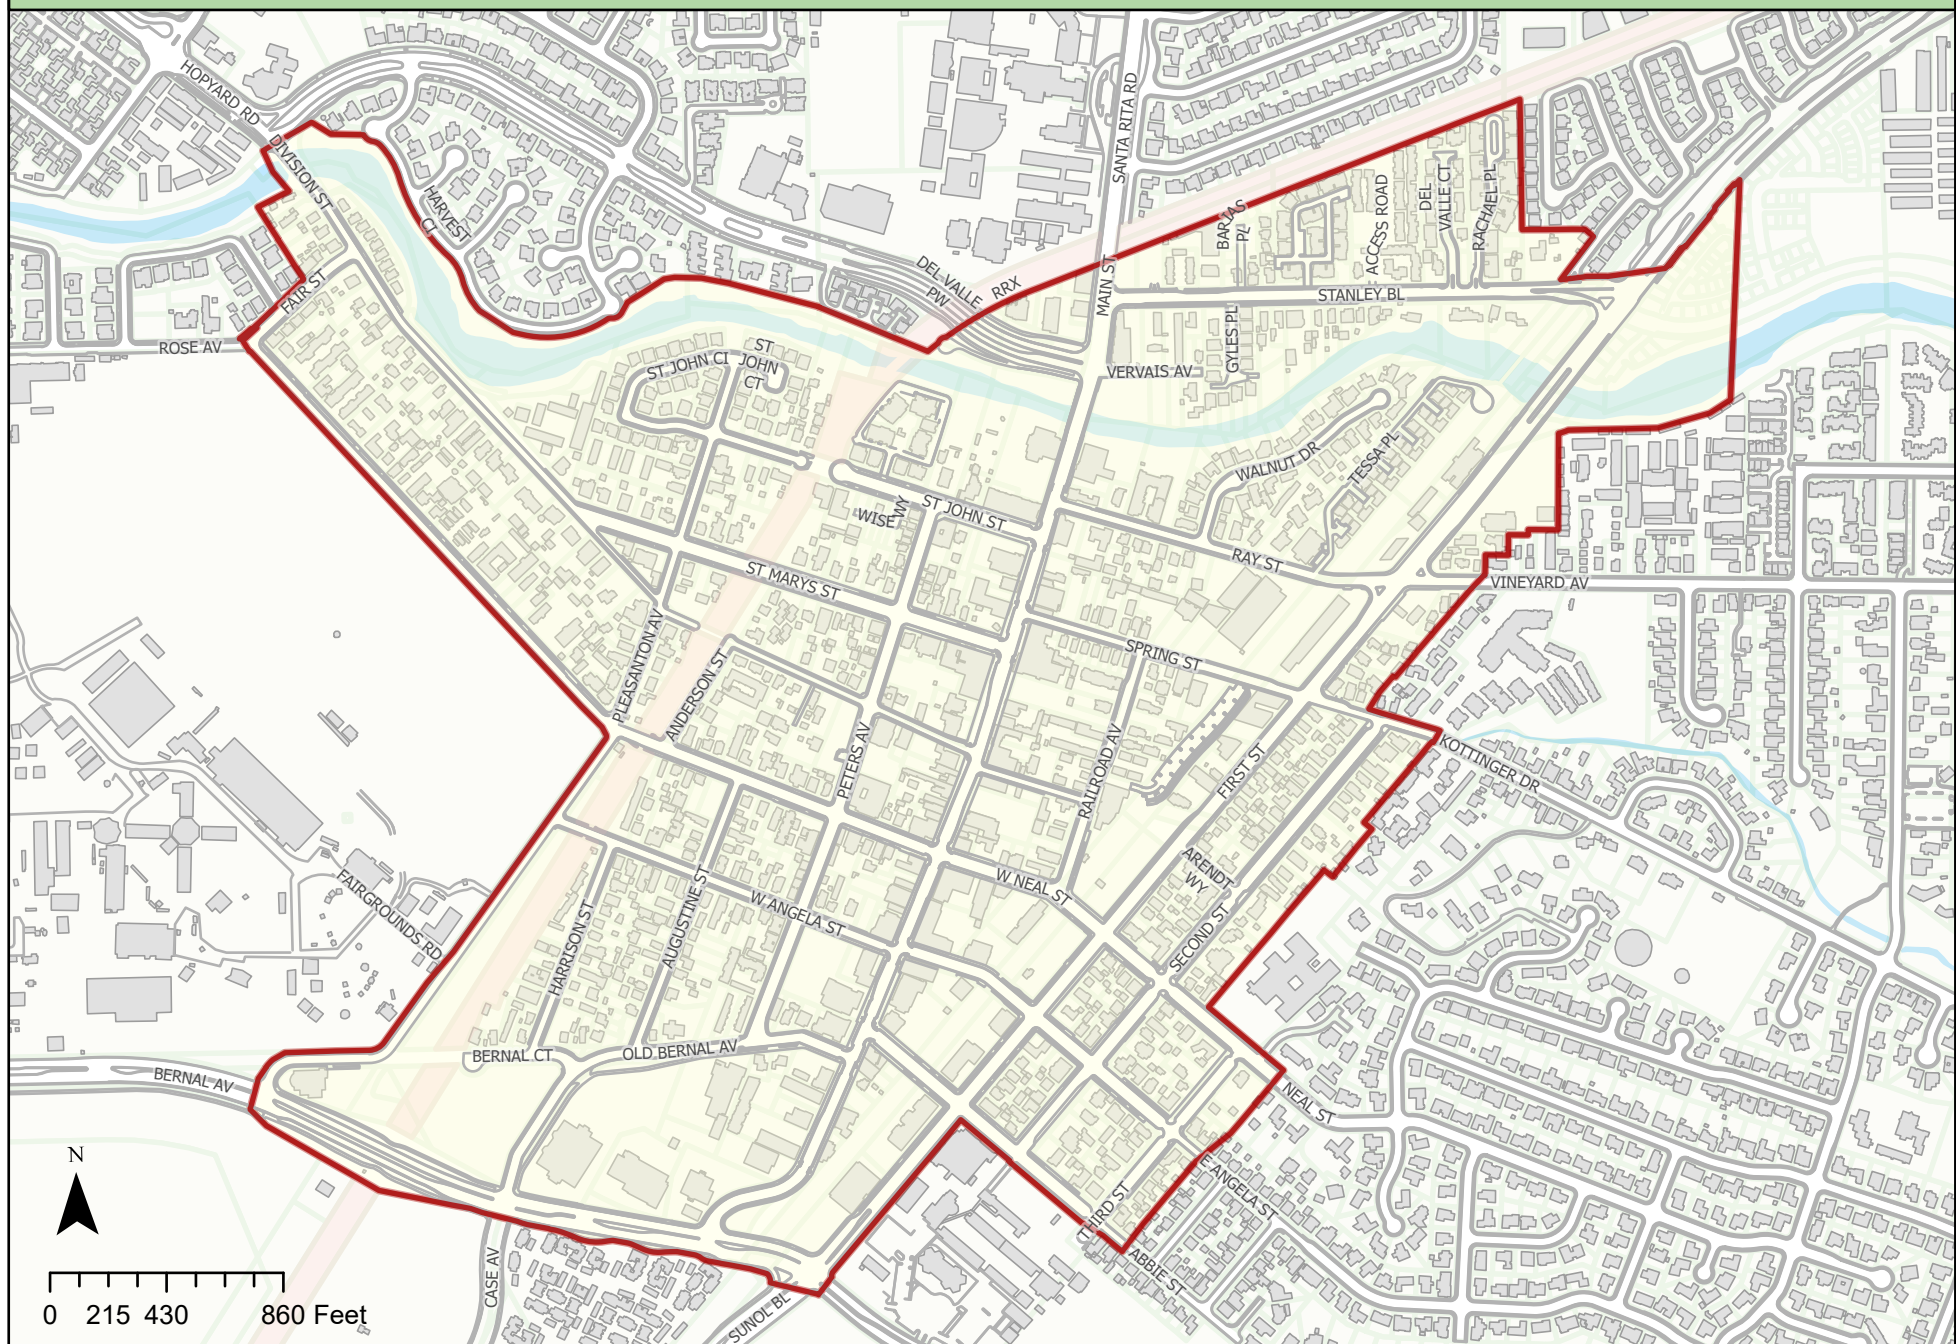 HOPYARD RD
DIVISION ST
HARVEST
CI
SANTA RITA RD
BARJAS
PL
ACCESS ROAD
DEL
VALLE CT
RACHAEL PL
FAIR ST
ROSE AV
DEL VALLE
PW
RRX
MAIN ST
STANLEY BL
GYLES PL
VERVAIS AV
ST JOHN CI
ST
JOHN
CT
WALNUT DR
TESSA PL
WISE WY
ST JOHN ST
RAY ST
VINEYARD AV
ST MARYS ST
PLEASANTON AV
ANDERSON ST
SPRING ST
PETERS AV
RAILROAD AV
FIRST ST
KOTTINGER DR
ARENDT
WY
W NEAL ST
SECOND ST
W ANGELA ST
AUGUSTINE ST
HARRISON ST
FAIRGROUNDS RD
BERNAL CT
OLD BERNAL AV
BERNAL AV
NEAL ST
E ANGELA ST
THIRD ST
ABBIE ST
CASE AV
SUNOL BL
N
0 215 430 860 Feet